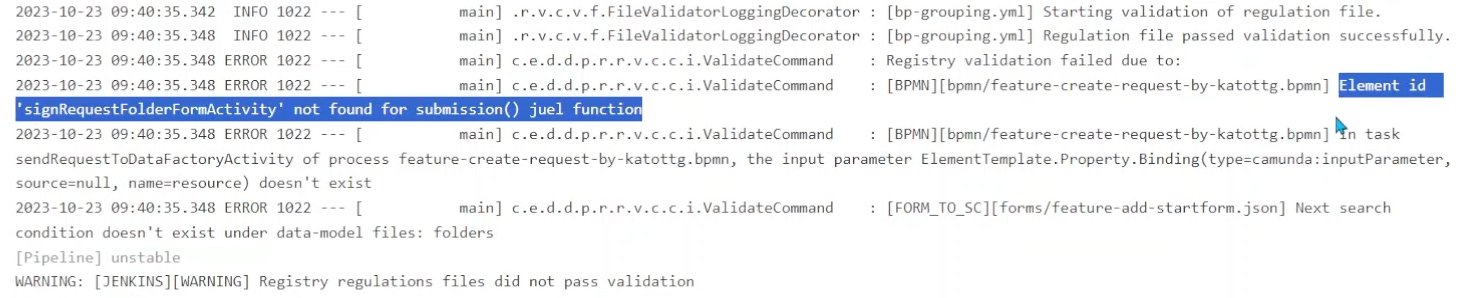 2023-10-23 09:40:35.342  INFO 1022 --- [           main] .r.v.c.v.f.FileValidatorLoggingDecorator : [bp-grouping.yml] Starting validation of regulation file.
2023-10-23 09:40:35.348  INFO 1022 --- [           main] .r.v.c.v.f.FileValidatorLoggingDecorator : [bp-grouping.yml] Regulation file passed validation successfully.
2023-10-23 09:40:35.348 ERROR 1022 --- [           main] c.e.d.d.p.r.r.v.c.c.i.ValidateCommand    : Registry validation failed due to:
2023-10-23 09:40:35.348 ERROR 1022 --- [           main] c.e.d.d.p.r.r.v.c.c.i.ValidateCommand    : [BPMN][bpmn/feature-create-request-by-katottg.bpmn] Element id
'signRequestFolderFormActivity' not found for submission() juel function
2023-10-23 09:40:35.348 ERROR 1022 --- [           main] c.e.d.d.p.r.r.v.c.c.i.ValidateCommand    : [BPMN][bpmn/feature-create-request-by-katottg.bpmn] In task
sendRequestToDataFactoryActivity of process feature-create-request-by-katottg.bpmn, the input parameter ElementTemplate.Property.Binding(type=camunda:inputParameter,
source=null, name=resource) doesn't exist
2023-10-23 09:40:35.348 ERROR 1022 --- [           main] c.e.d.d.p.r.r.v.c.c.i.ValidateCommand    : [FORM_TO_SC][forms/feature-add-startform.json] Next search
condition doesn't exist under data-model files: folders
[Pipeline] unstable
WARNING: [JENKINS][WARNING] Registry regulations files did not pass validation